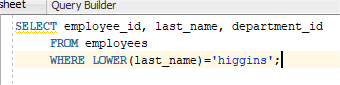 sheet Query Builder
SELECT employee_id, last_name, department_id
FROM employees
WHERE LOWER(last_name)='higgins';